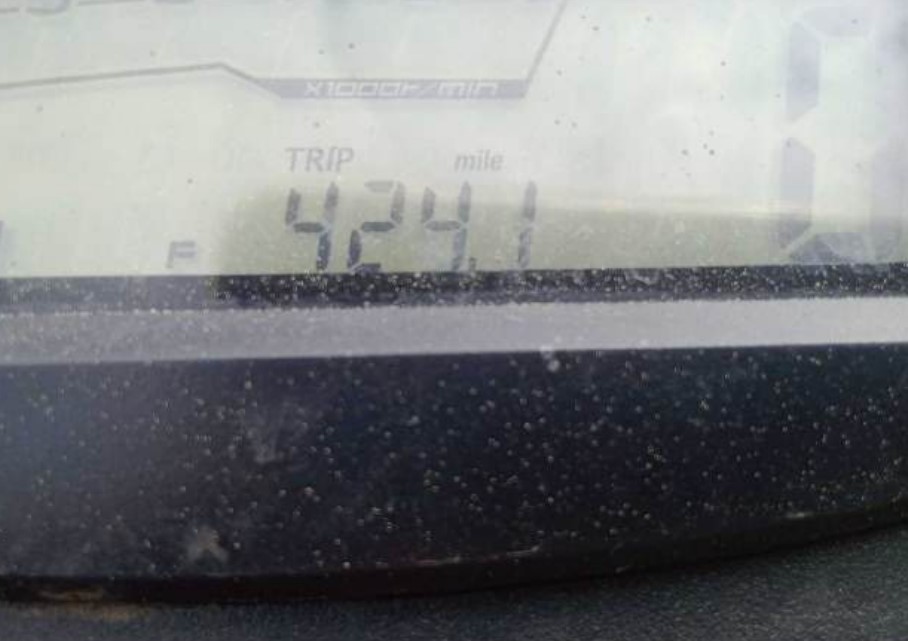 x1000r/min
TRIP mile
424.1
F